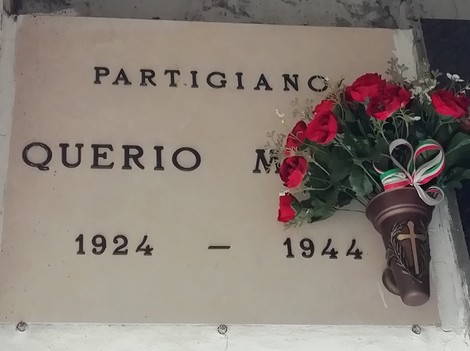 PARTIGIANO
QUERIO
1924 – 1944